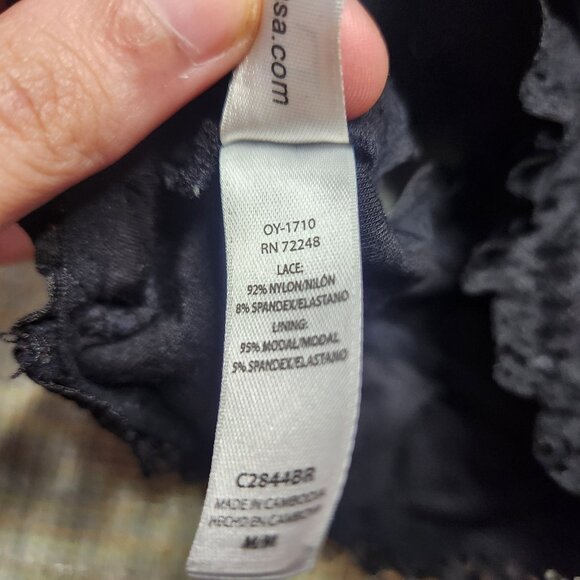 ssa.com
OY-1710
RN 72248
LACE:
92% NYLON/NILÓN
8% SPANDEX/ELASTANO
LINING:
95% MODAL/MODAL
5% SPANDEX/ELASTANO
C2844BR
MADE IN CAMBODIA
HECHO EN CAMBOYA
M/M